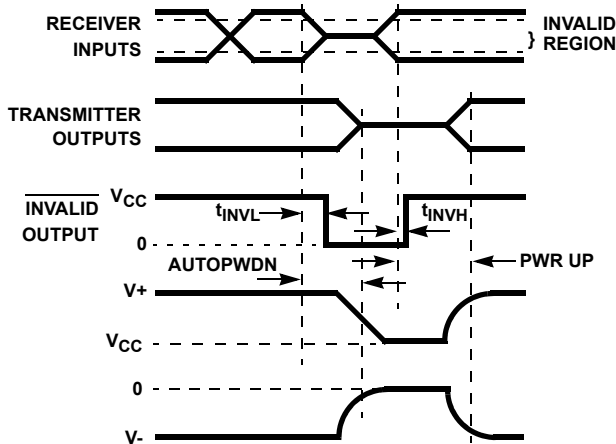 RECEIVER
INPUTS
} INVALID
REGION
TRANSMITTER
OUTPUTS
VCC
INVALID
OUTPUT
tINVL
tINVH
0
AUTOPWDN
PWR UP
V+
VCC
0
V-